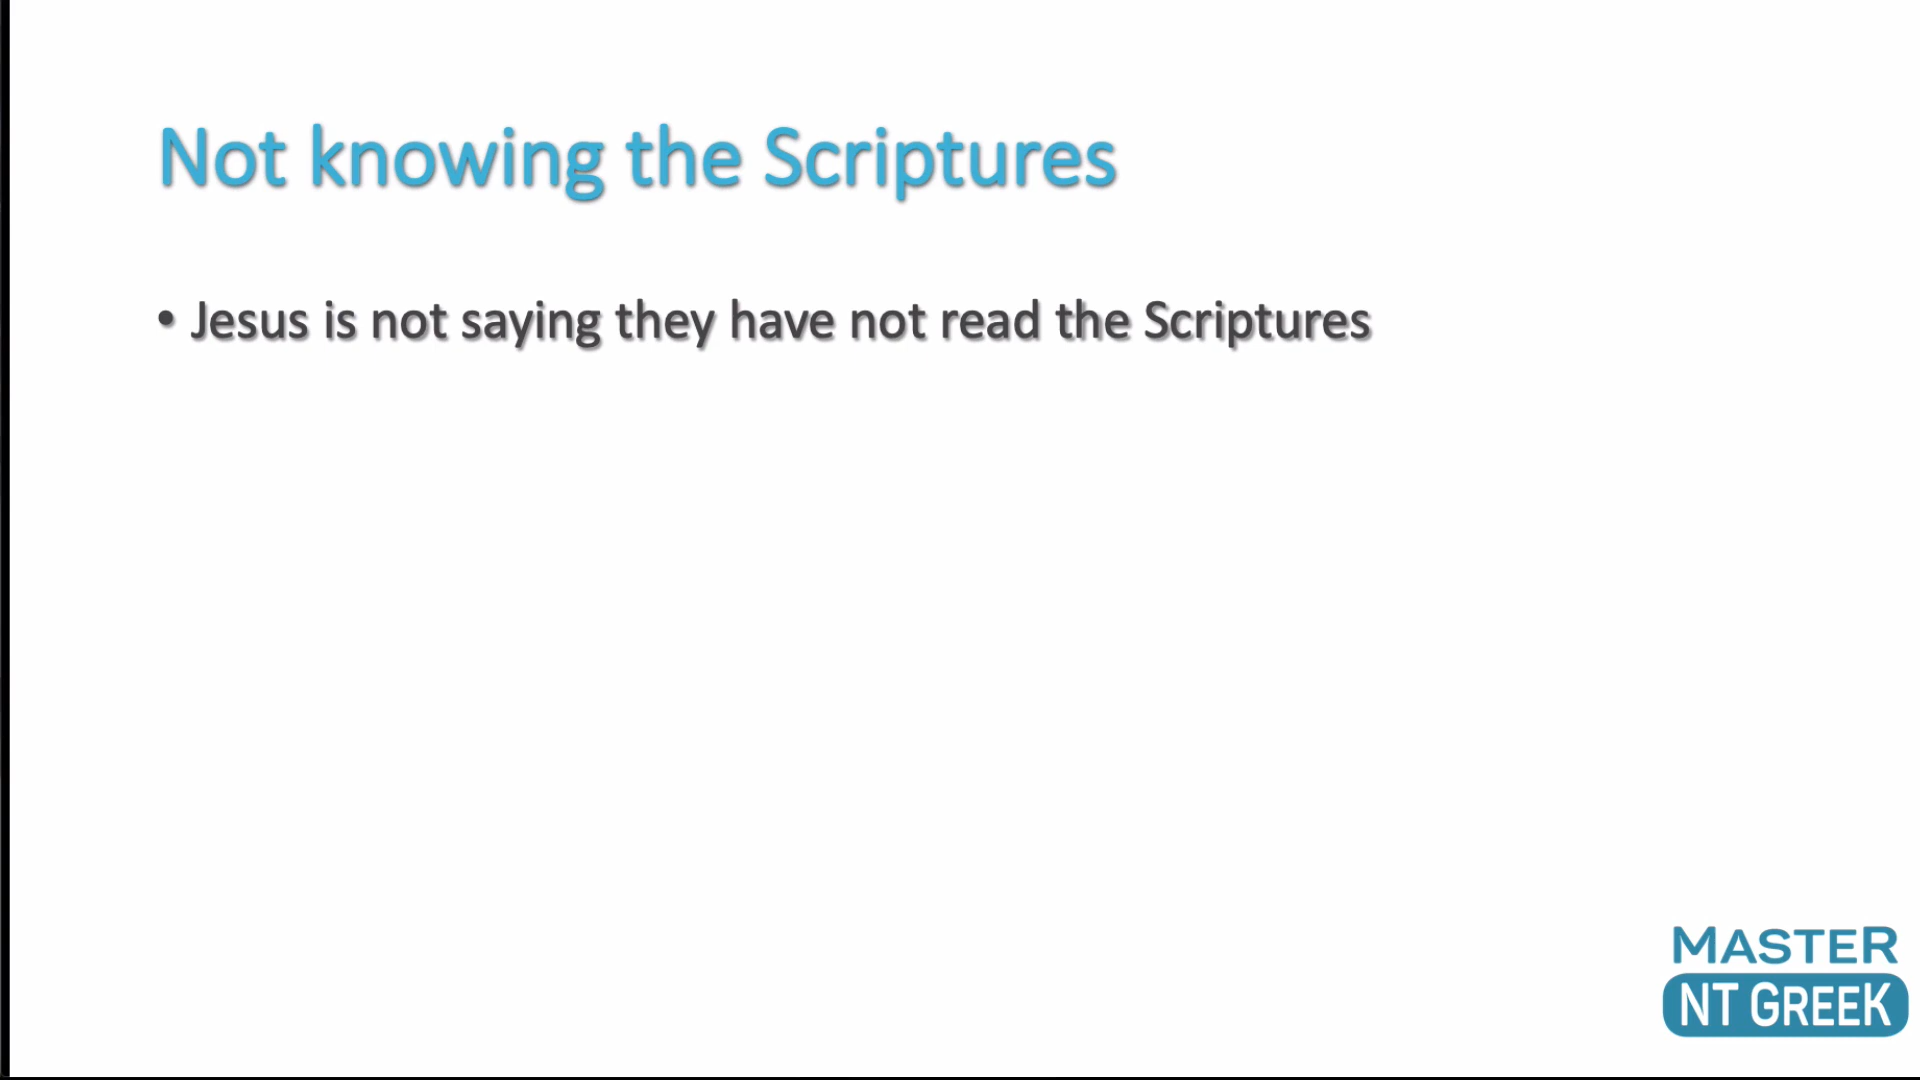 Not knowing the Scriptures
• Jesus is not saying they have not read the Scriptures
MASTER
NT GREEK